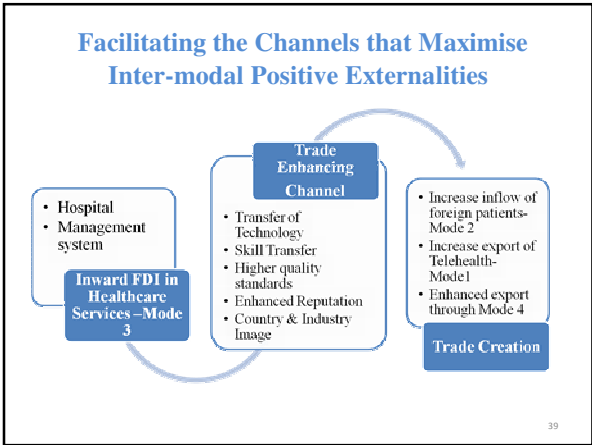 Facilitating the Channels that Maximise
Inter-modal Positive Externalities
• Hospital
• Management
system
Inward FDI in
Healthcare
Services –Mode
3
Trade
Enhancing
Channel
• Transfer of
Technology
• Skill Transfer
• Higher quality
standards
• Enhanced Reputation
• Country & Industry
Image
• Increase inflow of
foreign patients-
Mode 2
• Increase export of
Telehealth-
Mode1
• Enhanced export
through Mode 4
Trade Creation
39